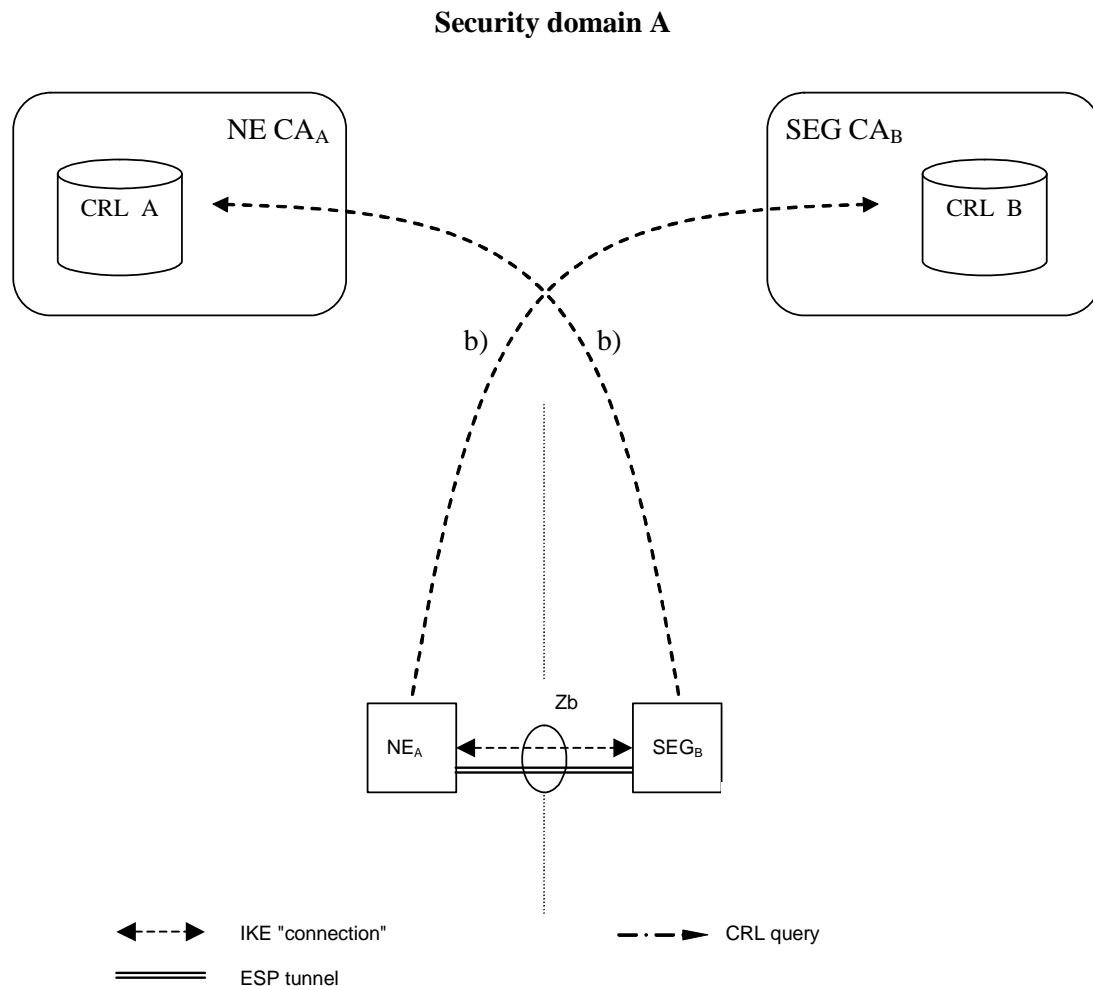 Security domain A
NE CA_A
SEG CA_B
CRL A
CRL B
b)
b)
Zb
NE_A
SEG_B
IKE "connection"
CRL query
ESP tunnel